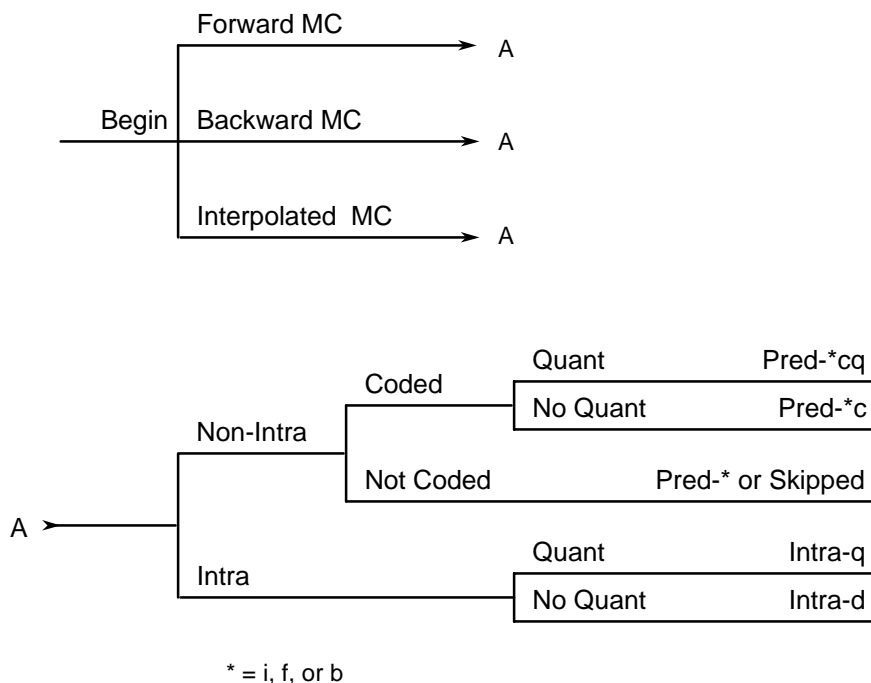 Forward MC
A
Begin
Backward MC
A
Interpolated MC
A
Quant Pred-*cq
Coded
No Quant Pred-*c
Non-Intra
Not Coded Pred-* or Skipped
A
Quant Intra-q
Intra
No Quant Intra-d
* = i, f, or b